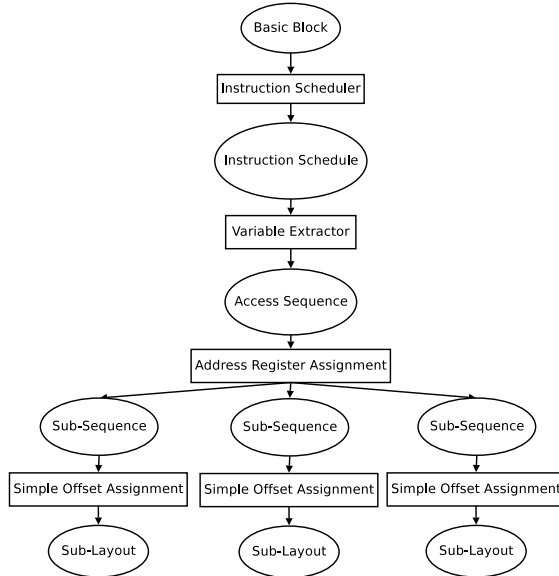 Basic Block
Instruction Scheduler
Instruction Schedule
Variable Extractor
Access Sequence
Address Register Assignment
Sub-Sequence
Sub-Sequence
Sub-Sequence
Simple Offset Assignment
Simple Offset Assignment
Simple Offset Assignment
Sub-Layout
Sub-Layout
Sub-Layout